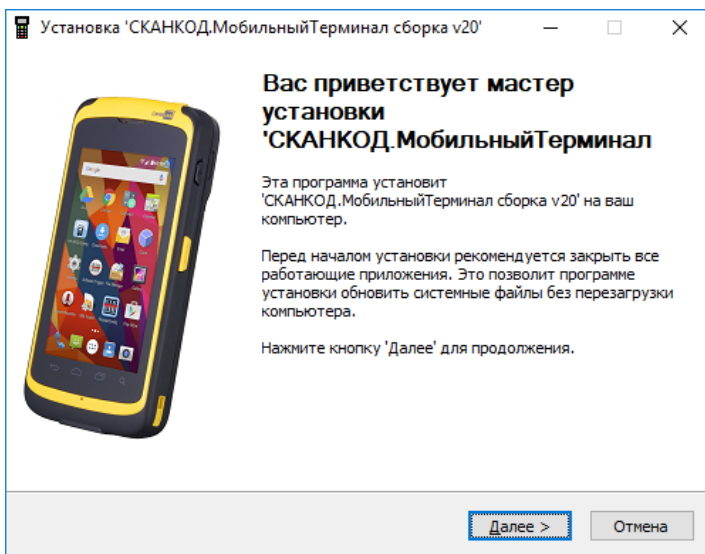 Установка 'СКАНКОД.МобильныйТерминал сборка v20'
Вас приветствует мастер
установки
'СКАНКОД.МобильныйТерминал
Эта программа установит
'СКАНКОД.МобильныйТерминал сборка v20' на ваш
компьютер.
Перед началом установки рекомендуется закрыть все
работающие приложения. Это позволит программе
установки обновить системные файлы без перезагрузки
компьютера.
Нажмите кнопку 'Далее' для продолжения.
Google
Далее >
Отмена